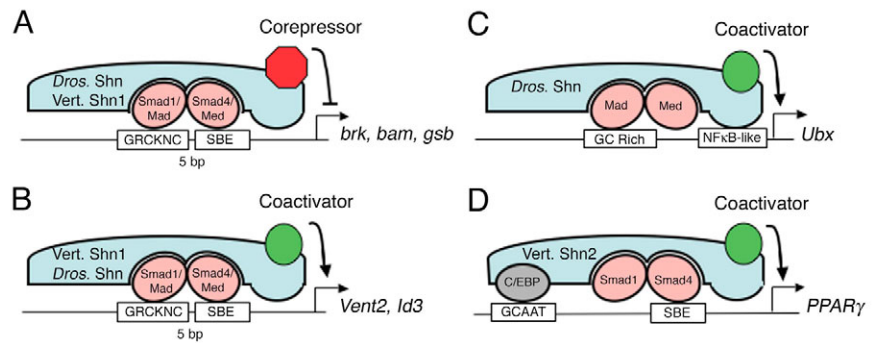 A
Corepressor
Dros. Shn
Vert. Shn1
Smad1/
Mad
Smad4/
Med
GRCKNC
SBE
5 bp
brk, bam, gsb
B
Coactivator
Vert. Shn1
Dros. Shn
Smad1/
Mad
Smad4/
Med
GRCKNC
SBE
5 bp
Vent2, Id3
C
Coactivator
Dros. Shn
Mad
Med
GC Rich
NFκB-like
Ubx
D
Coactivator
Vert. Shn2
C/EBP
Smad1
Smad4
GCAAT
SBE
PPARγ